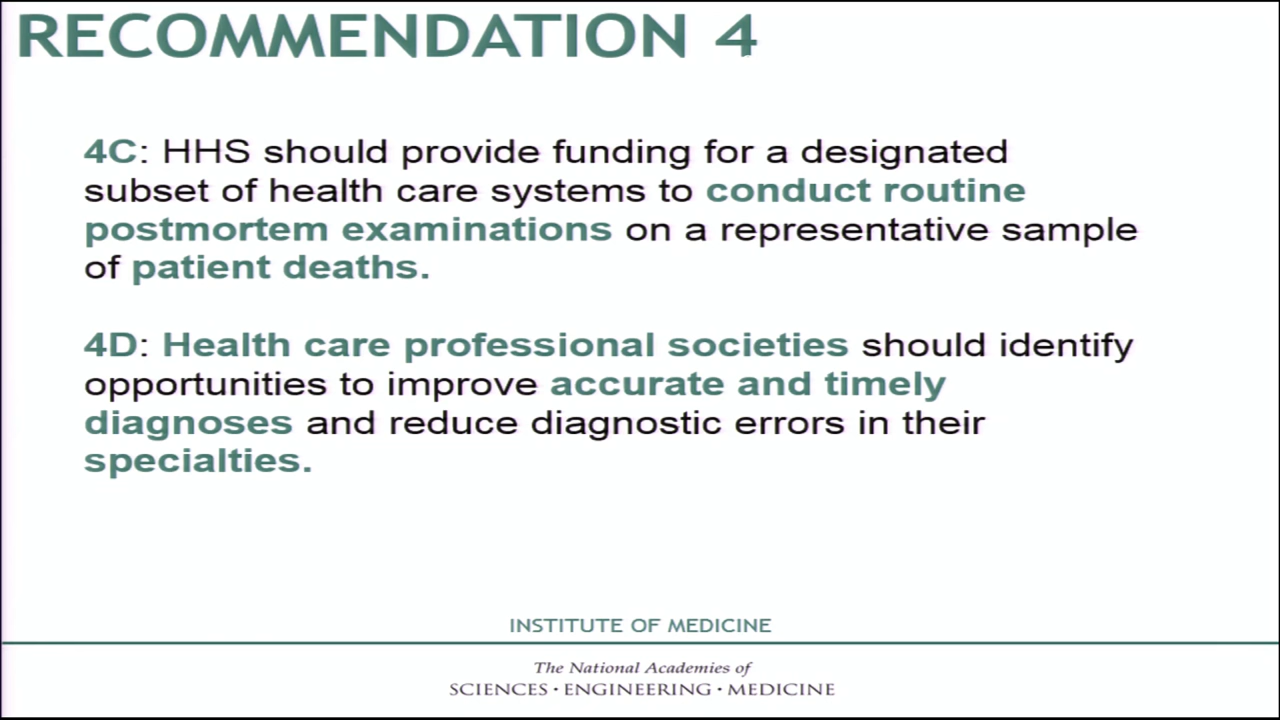 RECOMMENDATION 4
4C: HHS should provide funding for a designated
subset of health care systems to conduct routine
postmortem examinations on a representative sample
of patient deaths.
4D: Health care professional societies should identify
opportunities to improve accurate and timely
diagnoses and reduce diagnostic errors in their
specialties.
INSTITUTE OF MEDICINE
The National Academies of
SCIENCES · ENGINEERING · MEDICINE